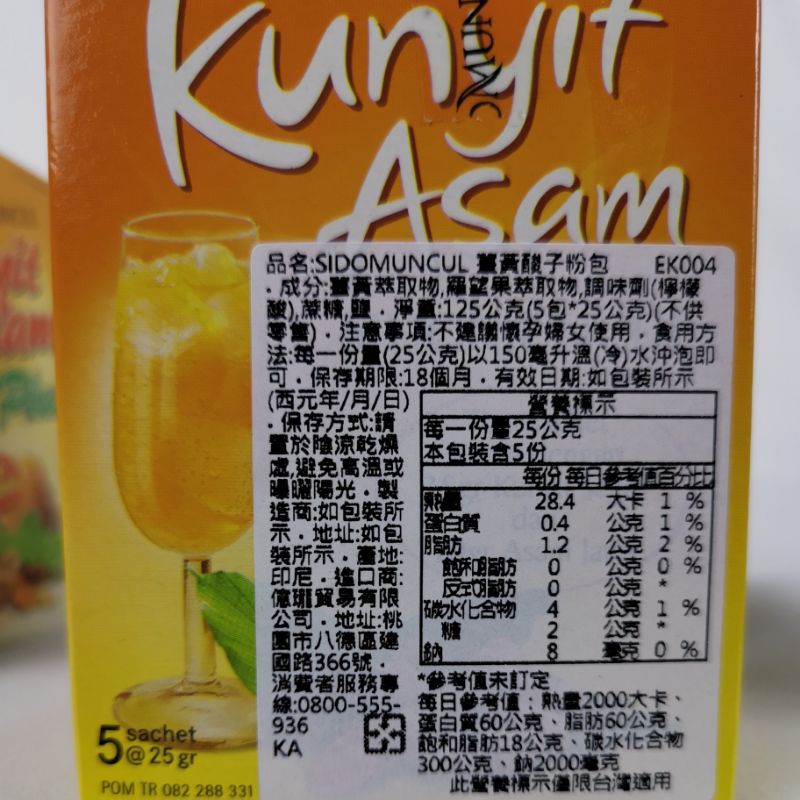 Kunyit
Asam
MUN
品名:SIDOMUNCUL 薑黃酸子粉包 EK004
．成分:薑黃萃取物,羅望果萃取物,調味劑(檸檬
酸),蔗糖,鹽．淨重:125公克(5包*25公克)(不供
零售)．注意事項:不建議懷孕婦女使用．食用方
法:每一份量(25公克)以150毫升溫(冷)水沖泡即
可．保存期限:18個月．有效日期:如包裝所示
(西元年/月/日)
．保存方式:請
置於陰涼乾燥
處,避免高溫或
曝曬陽光．製
造商:如包裝所
示．地址:如包
裝所示．產地:
印尼．進口商:
億珊貿易有限
公司．地址:桃
園市八德區建
國路366號．
消費者服務專
線:0800-555-
936
KA
營養標示
每一份量25公克
本包裝含5份
每份 每日參考值百分比
熱量 28.4 大卡 1 %
蛋白質 0.4 公克 1 %
脂肪 1.2 公克 2 %
飽和脂肪 0 公克 0 %
反式脂肪 0 公克 *
碳水化合物 4 公克 1 %
糖 2 公克 *
鈉 8 毫克 0 %
*參考值未訂定
每日參考值：熱量2000大卡、
蛋白質60公克、脂肪60公克、
飽和脂肪18公克、碳水化合物
300公克、鈉2000毫克
此營養標示僅限台灣適用
5 sachet
@ 25 gr
POM TR 082 288 331